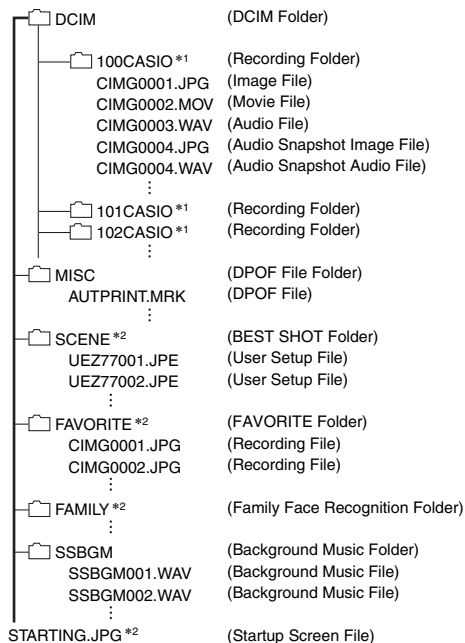 DCIM (DCIM Folder)
100CASIO *1 (Recording Folder)
CIMG0001.JPG (Image File)
CIMG0002.MOV (Movie File)
CIMG0003.WAV (Audio File)
CIMG0004.JPG (Audio Snapshot Image File)
CIMG0004.WAV (Audio Snapshot Audio File)
101CASIO *1 (Recording Folder)
102CASIO *1 (Recording Folder)
MISC (DPOF File Folder)
AUTPRINT.MRK (DPOF File)
SCENE *2 (BEST SHOT Folder)
UEZ77001.JPE (User Setup File)
UEZ77002.JPE (User Setup File)
FAVORITE *2 (FAVORITE Folder)
CIMG0001.JPG (Recording File)
CIMG0002.JPG (Recording File)
FAMILY *2 (Family Face Recognition Folder)
SSBGM (Background Music Folder)
SSBGM001.WAV (Background Music File)
SSBGM002.WAV (Background Music File)
STARTING.JPG *2 (Startup Screen File)